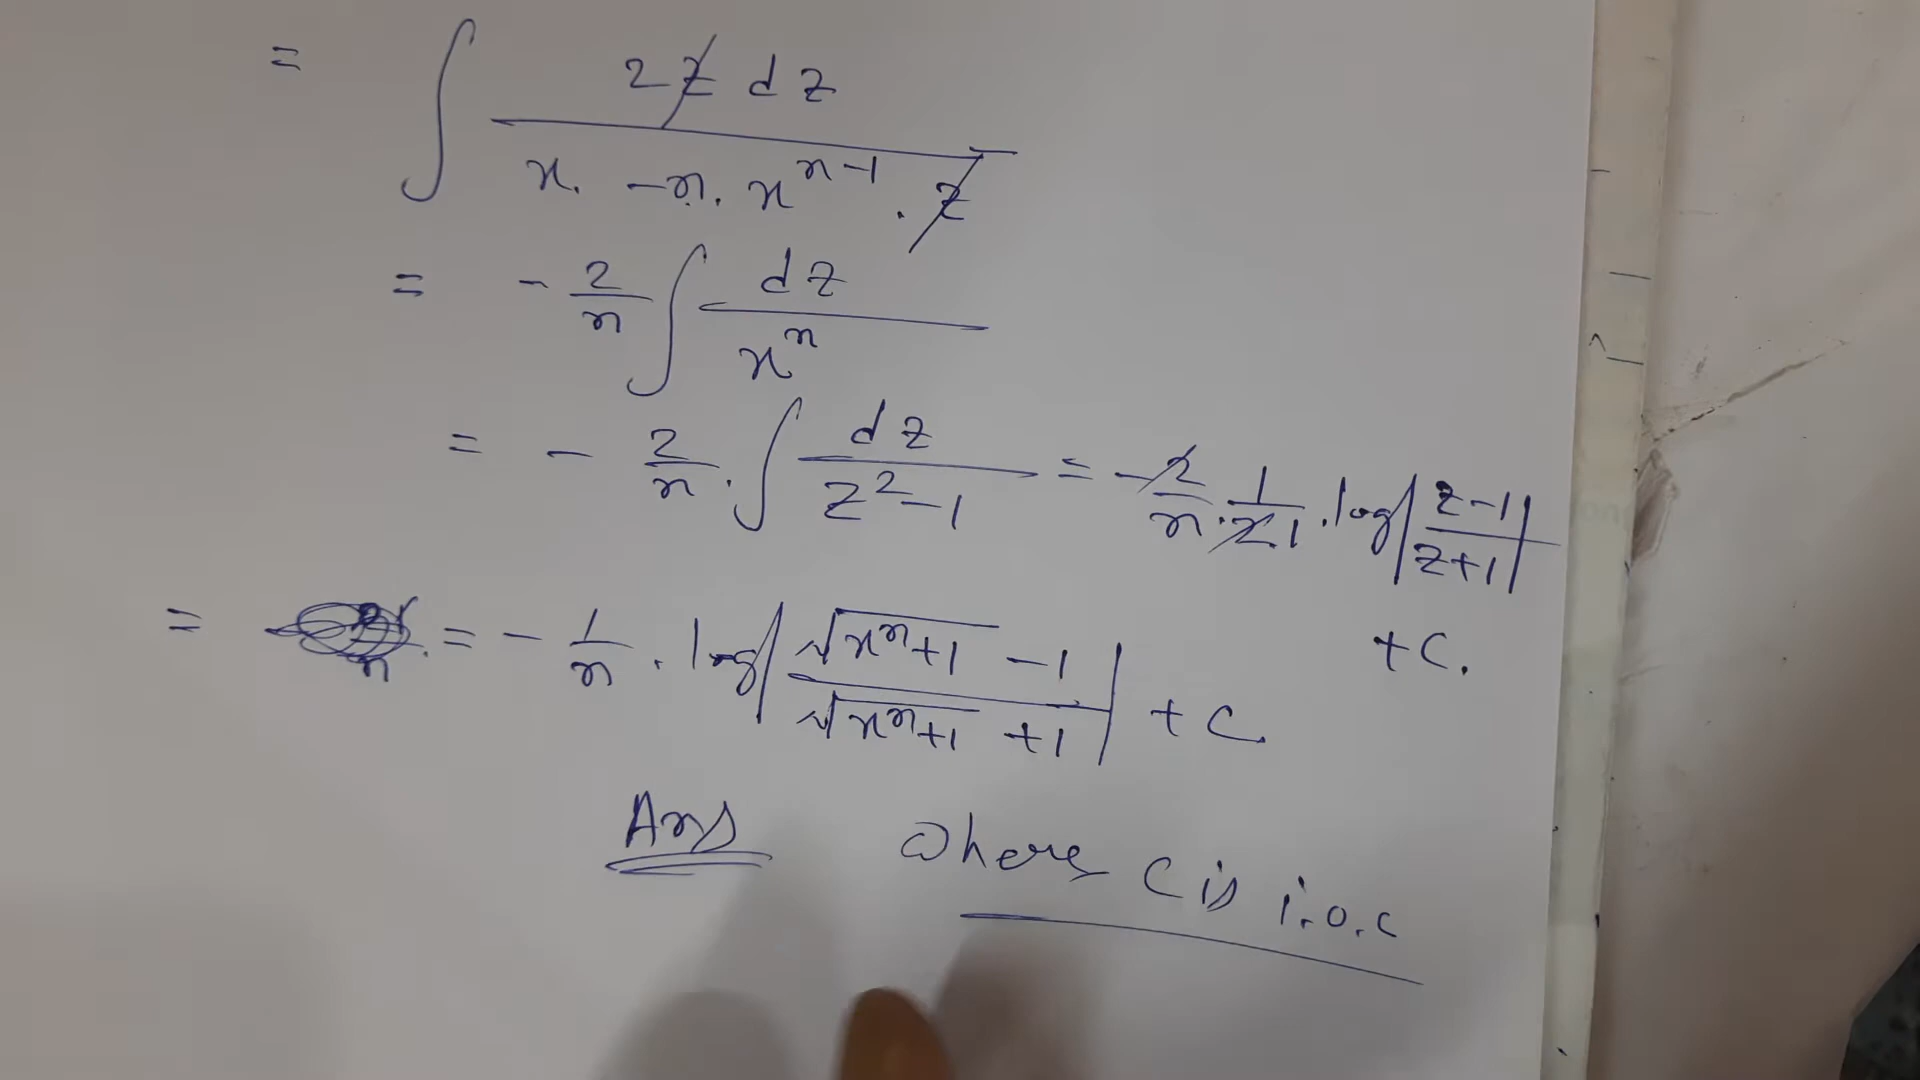 = ∫ 2z dz / x. -n. x^{n-1} . z
= - 2/n ∫ dz / x^n
= - 2/n . ∫ dz / z²-1 = - 2/n . 1/2.1 . log| z-1 / z+1 |
+ C.
= = - 1/n . log| √(x^n+1) -1 / √(x^n+1) +1 | + C.
Ans where C is i.o.c